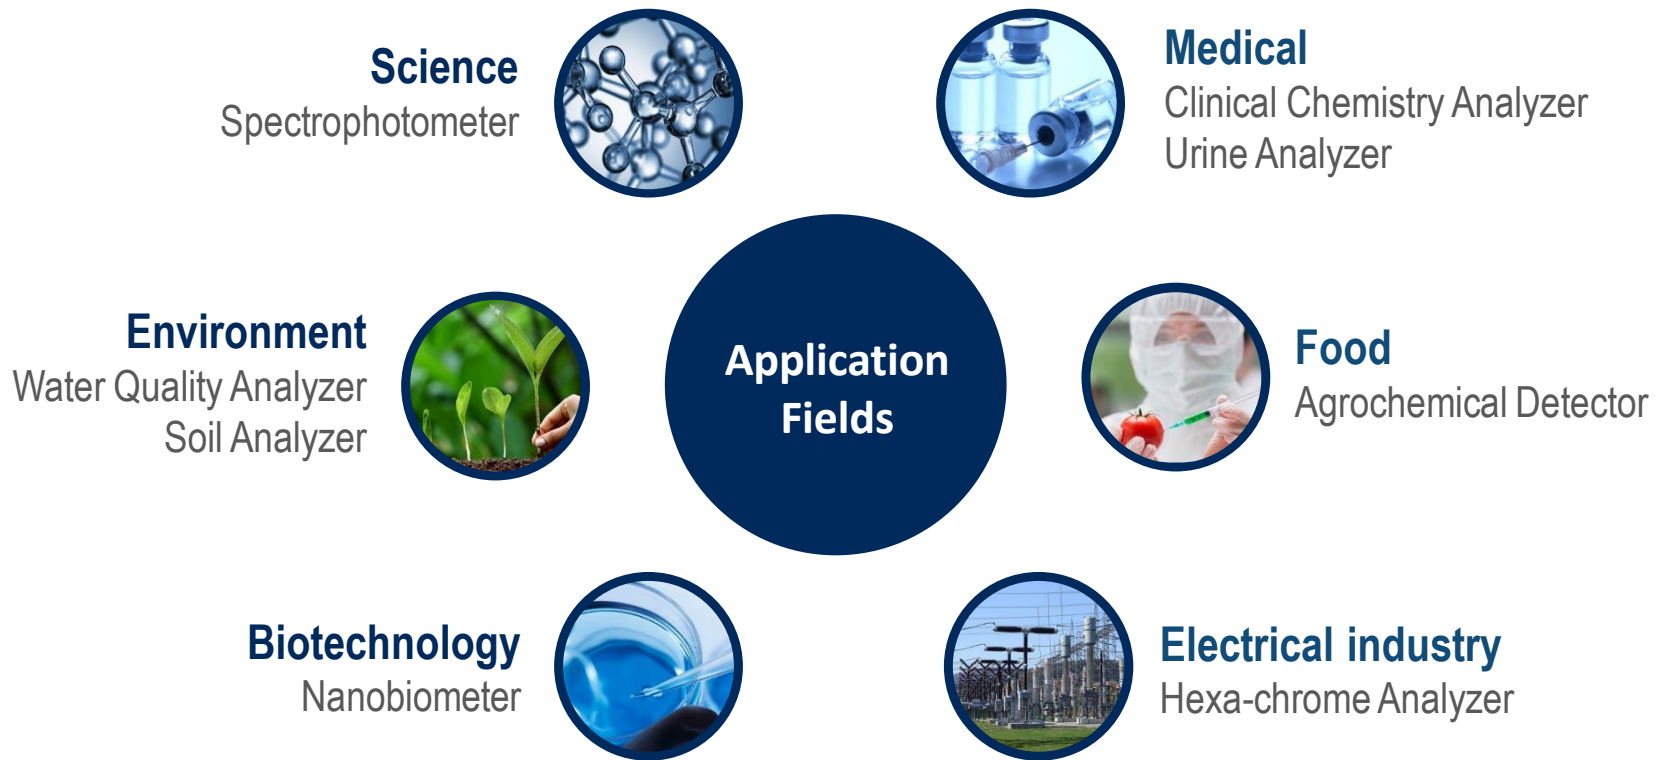 Science
Spectrophotometer
Medical
Clinical Chemistry Analyzer
Urine Analyzer
Environment
Water Quality Analyzer
Soil Analyzer
Application
Fields
Food
Agrochemical Detector
Biotechnology
Nanobiometer
Electrical industry
Hexa-chrome Analyzer